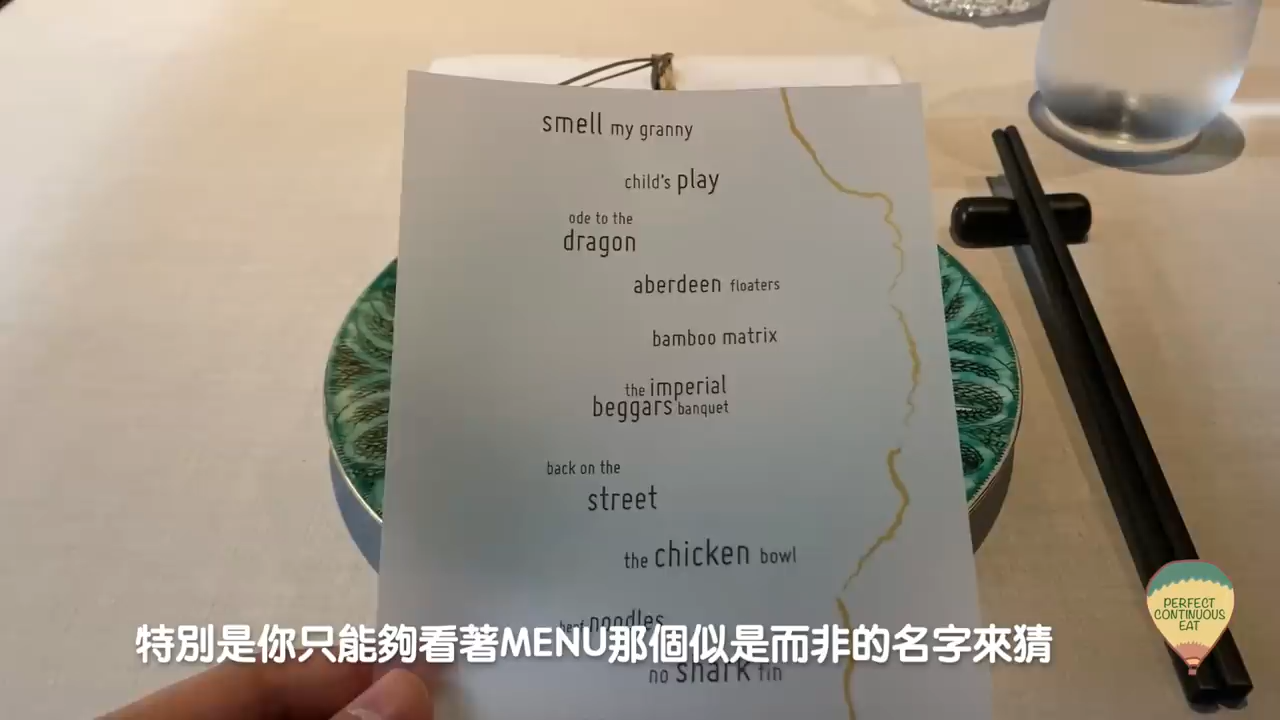 smell my granny
child's play
ode to the
dragon
aberdeen floaters
bamboo matrix
the imperial
beggars banquet
back on the
street
the chicken bowl
beef noodles
特別是你只能夠看著MENU那個似是而非的名字來猜
no shark fin
PERFECT
CONTINUOUS
EAT